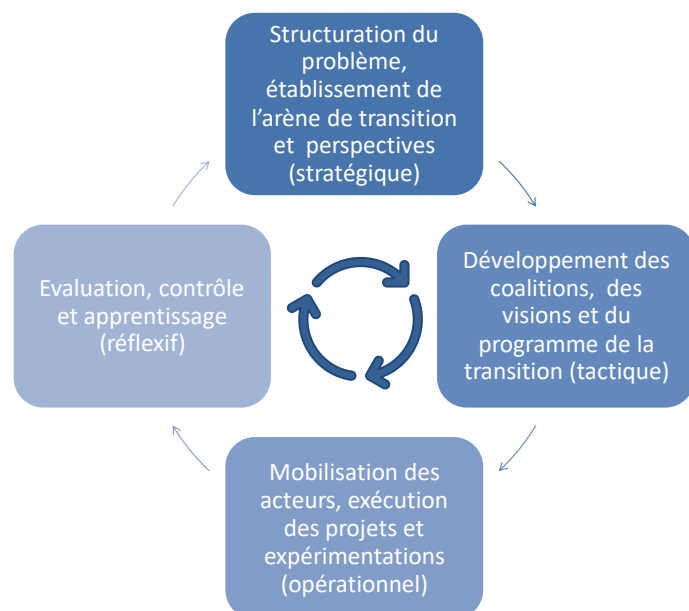 Structuration du
problème,
établissement de
l'arène de transition
et perspectives
(stratégique)
Développement des
coalitions, des
visions et du
programme de la
transition (tactique)
Mobilisation des
acteurs, exécution
des projets et
expérimentations
(opérationnel)
Evaluation, contrôle
et apprentissage
(réflexif)